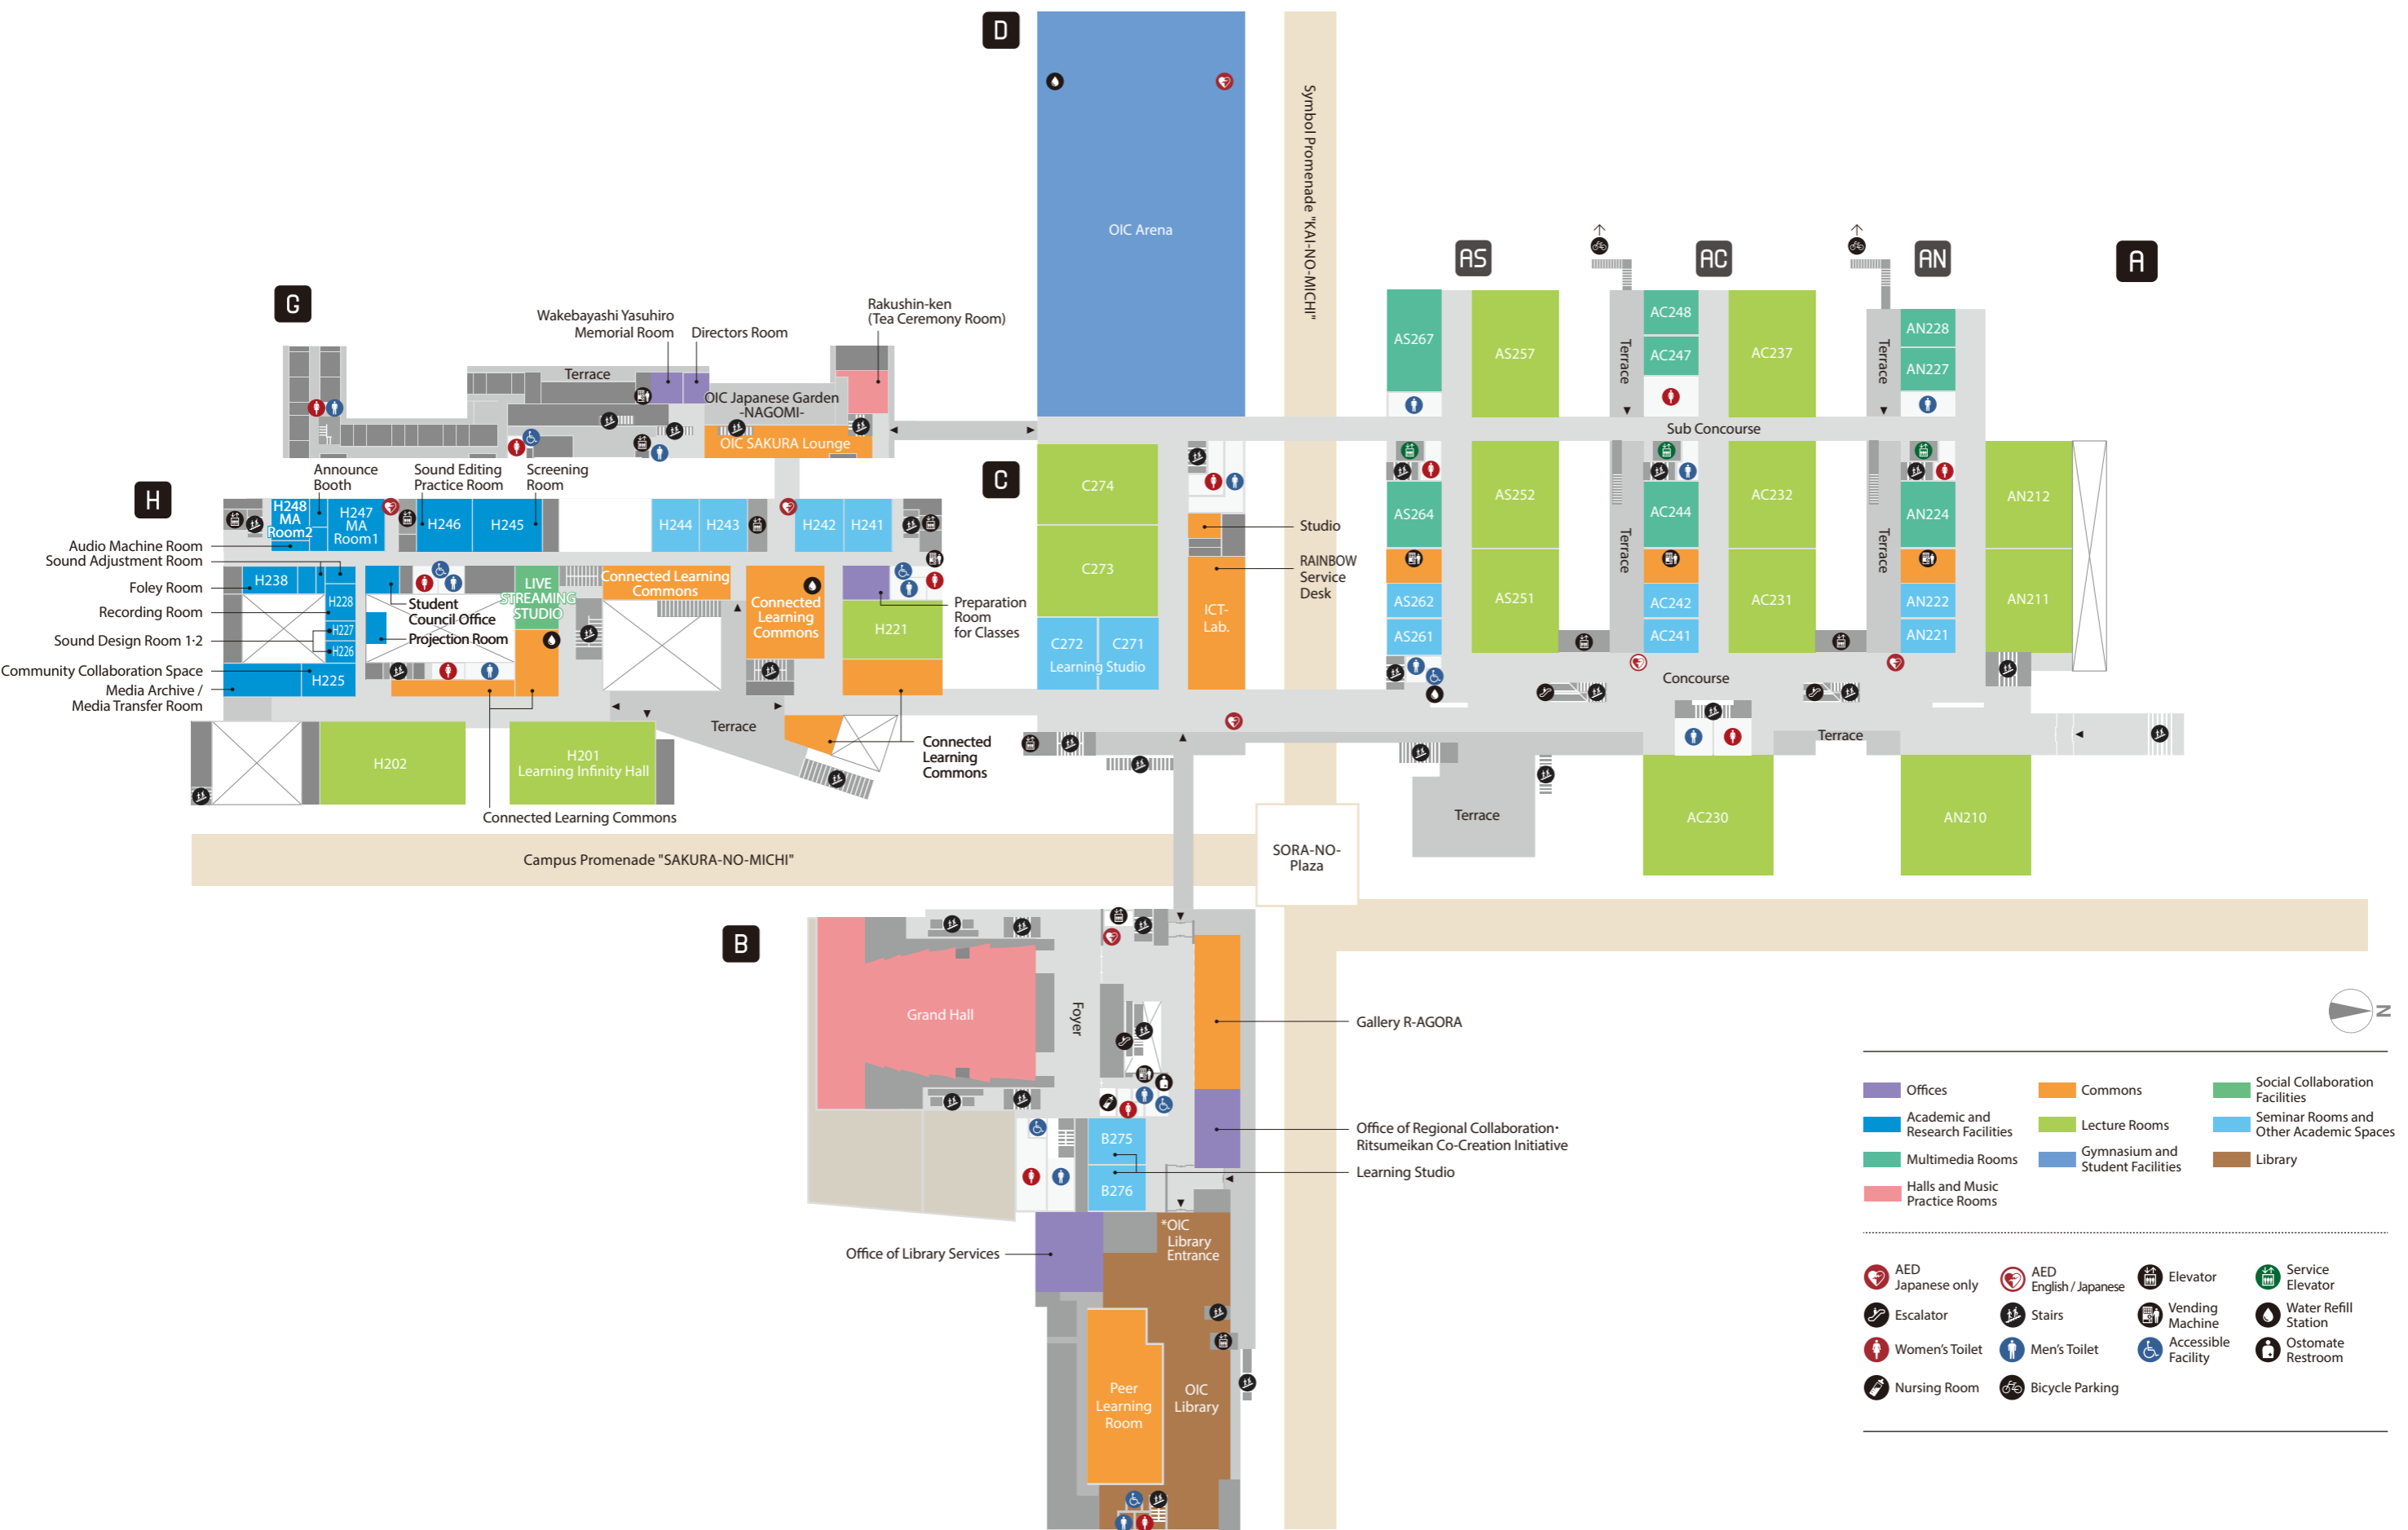 D
Symbol Promenade "KAI-NO-MICHI"
OIC Arena
AS
AC
AN
A
G
Wakebayashi Yasuhiro
Memorial Room
Directors Room
Rakushin-ken
(Tea Ceremony Room)
Terrace
OIC Japanese Garden
-NAGOMI-
OIC SAKURA Lounge
AS267
AS257
Terrace
AC248
AC247
AC237
Terrace
AN228
AN227
Sub Concourse
H
Announce
Booth
Sound Editing
Practice Room
Screening
Room
H248
MA
Room2
H247
MA
Room1
H246
H245
H244
H243
H242
H241
Audio Machine Room
Sound Adjustment Room
Foley Room
Recording Room
Sound Design Room 1·2
Community Collaboration Space
Media Archive /
Media Transfer Room
H238
H228
H227
H226
H225
Student
Council Office
Projection Room
LIVE
STREAMING
STUDIO
Connected Learning
Commons
Connected
Learning
Commons
H221
Preparation
Room
for Classes
Terrace
Connected
Learning
Commons
H202
H201
Learning Infinity Hall
Connected Learning Commons
C
C274
C273
C272
C271
Learning Studio
ICT-
Lab.
Studio
RAINBOW
Service
Desk
AS264
AS262
AS261
AS252
AS251
Terrace
AC244
AC242
AC241
AC232
AC231
Terrace
AN224
AN222
AN221
AN212
AN211
Concourse
Terrace
Terrace
AC230
AN210
Campus Promenade "SAKURA-NO-MICHI"
SORA-NO-
Plaza
B
Grand Hall
Foyer
Gallery R-AGORA
Office of Regional Collaboration·
Ritsumeikan Co-Creation Initiative
Learning Studio
B275
B276
Office of Library Services
*OIC
Library
Entrance
Peer
Learning
Room
OIC
Library
N
Offices
Commons
Social Collaboration
Facilities
Academic and
Research Facilities
Lecture Rooms
Seminar Rooms and
Other Academic Spaces
Multimedia Rooms
Gymnasium and
Student Facilities
Library
Halls and Music
Practice Rooms
AED
Japanese only
AED
English / Japanese
Elevator
Service
Elevator
Escalator
Stairs
Vending
Machine
Water Refill
Station
Women's Toilet
Men's Toilet
Accessible
Facility
Ostomate
Restroom
Nursing Room
Bicycle Parking